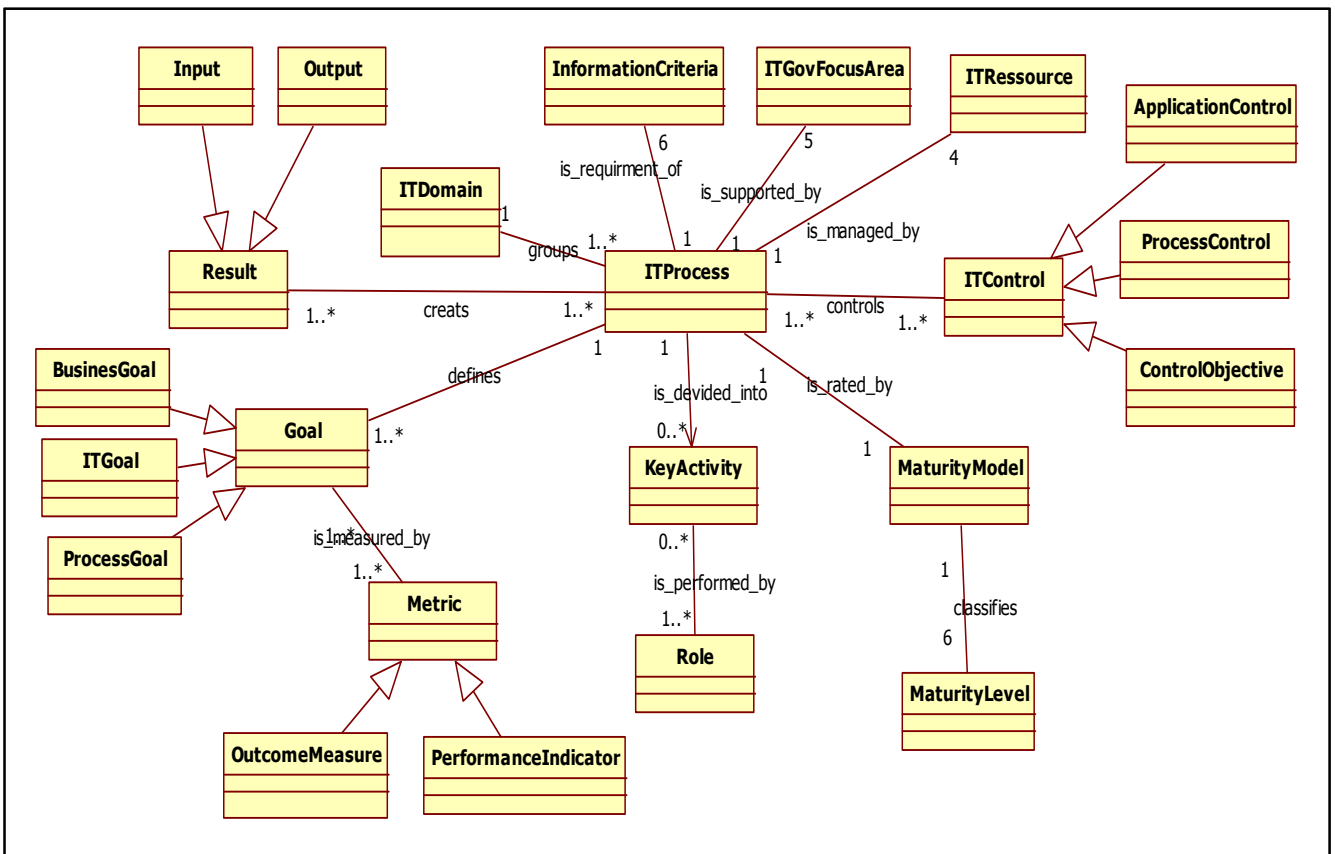 Input
Output
InformationCriteria
ITGovFocusArea
ITRessource
ApplicationControl
6
5
4
is_requirment_of
is_supported_by
is_managed_by
ITDomain
1
groups
1..*
1
1
1
ProcessControl
Result
ITProcess
ITControl
1..*
creats
1..*
1..*
controls
1..*
BusinesGoal
defines
1
1
is_devided_into
1
is_rated_by
ControlObjective
Goal
1..*
0..*
1
ITGoal
KeyActivity
MaturityModel
ProcessGoal
1..*
is_measured_by
1..*
0..*
is_performed_by
1..*
1
classifies
6
Metric
Role
MaturityLevel
OutcomeMeasure
PerformanceIndicator